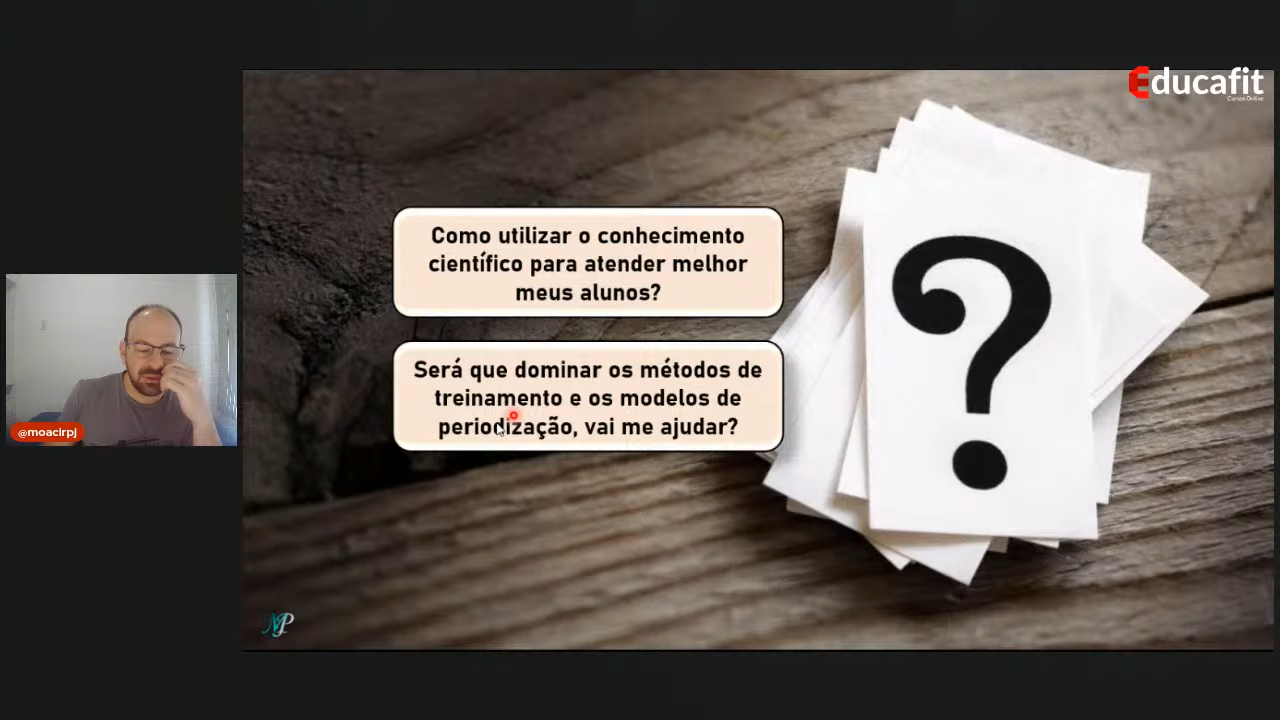 Educafit
Cursos Online
Como utilizar o conhecimento
científico para atender melhor
meus alunos?
Será que dominar os métodos de
treinamento e os modelos de
periodização, vai me ajudar?
?
@moacirpj
MP